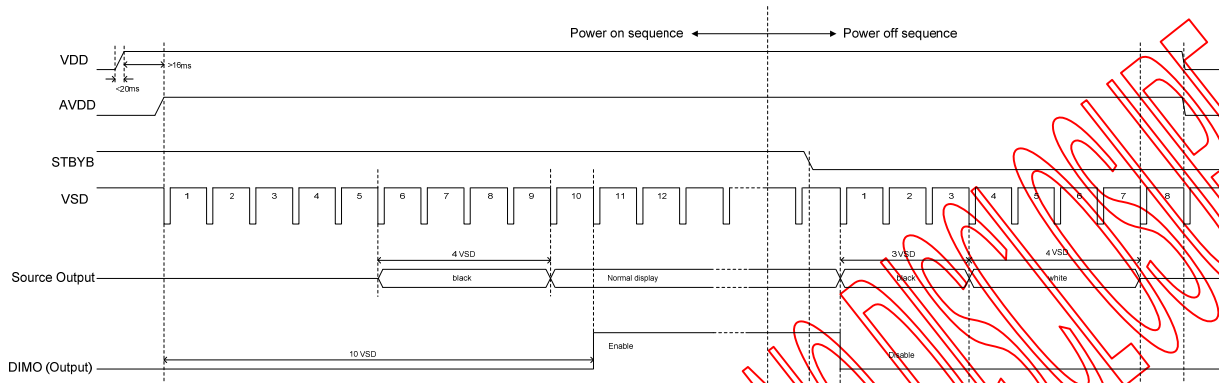 Power on sequence
Power off sequence
VDD
>16ms
<20ms
AVDD
STBYB
VSD
1 2 3 4 5 6 7 8 9 10 11 12 1 2 3 4 5 6 7 8
4 VSD
3 VSD
4 VSD
Source Output
black
Normal display
black
white
Enable
10 VSD
Disable
DIMO (Output)